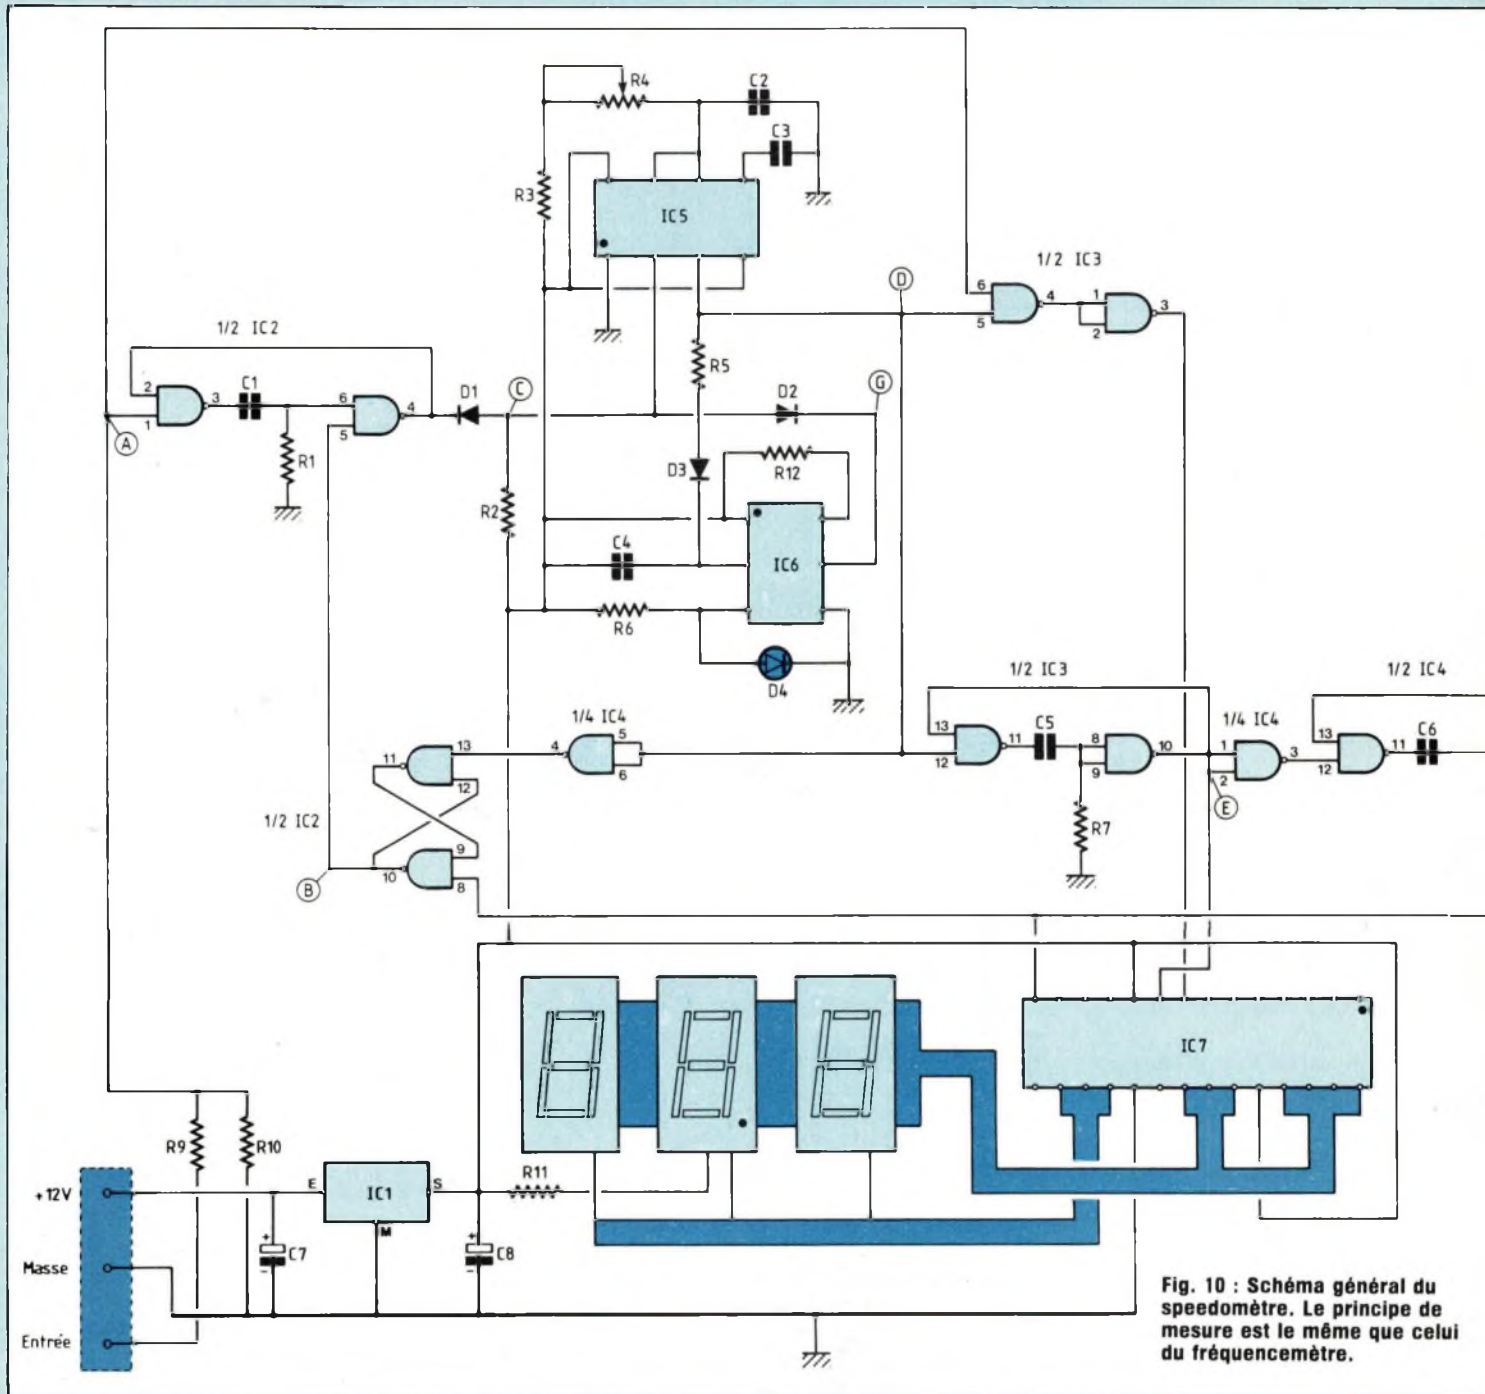 R4
C2
C3
R3
IC5
D
1/2 IC3
6
5
4
1
2
3
1/2 IC2
2
1
3
C1
6
5
4
D1
C
R5
D2
G
A
R1
D3
R12
R2
C4
IC6
R6
D4
1/2 IC3
1/2 IC4
1/4 IC4
5
6
4
13
12
11
C5
8
9
10
1/4 IC4
1
2
3
13
12
11
C6
11
13
12
E
1/2 IC2
R7
9
8
10
B
IC7
R9
R10
R11
+12V
E
IC1
S
M
+
C7
-
+
C8
-
Masse
Entrée
Fig. 10 : Schéma général du
speedomètre. Le principe de
mesure est le même que celui
du fréquencemètre.